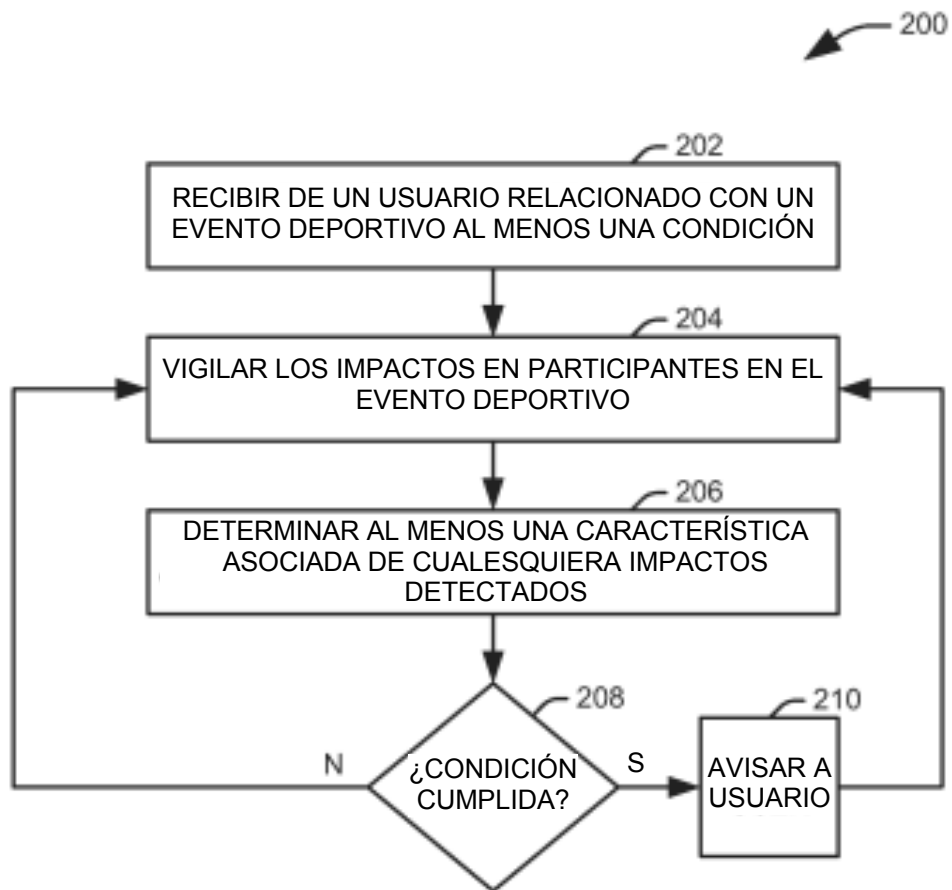 200
202
RECIBIR DE UN USUARIO RELACIONADO CON UN
EVENTO DEPORTIVO AL MENOS UNA CONDICIÓN
204
VIGILAR LOS IMPACTOS EN PARTICIPANTES EN EL
EVENTO DEPORTIVO
206
DETERMINAR AL MENOS UNA CARACTERÍSTICA
ASOCIADA DE CUALESQUIERA IMPACTOS
DETECTADOS
208
210
N
¿CONDICIÓN
CUMPLIDA?
S
AVISAR A
USUARIO